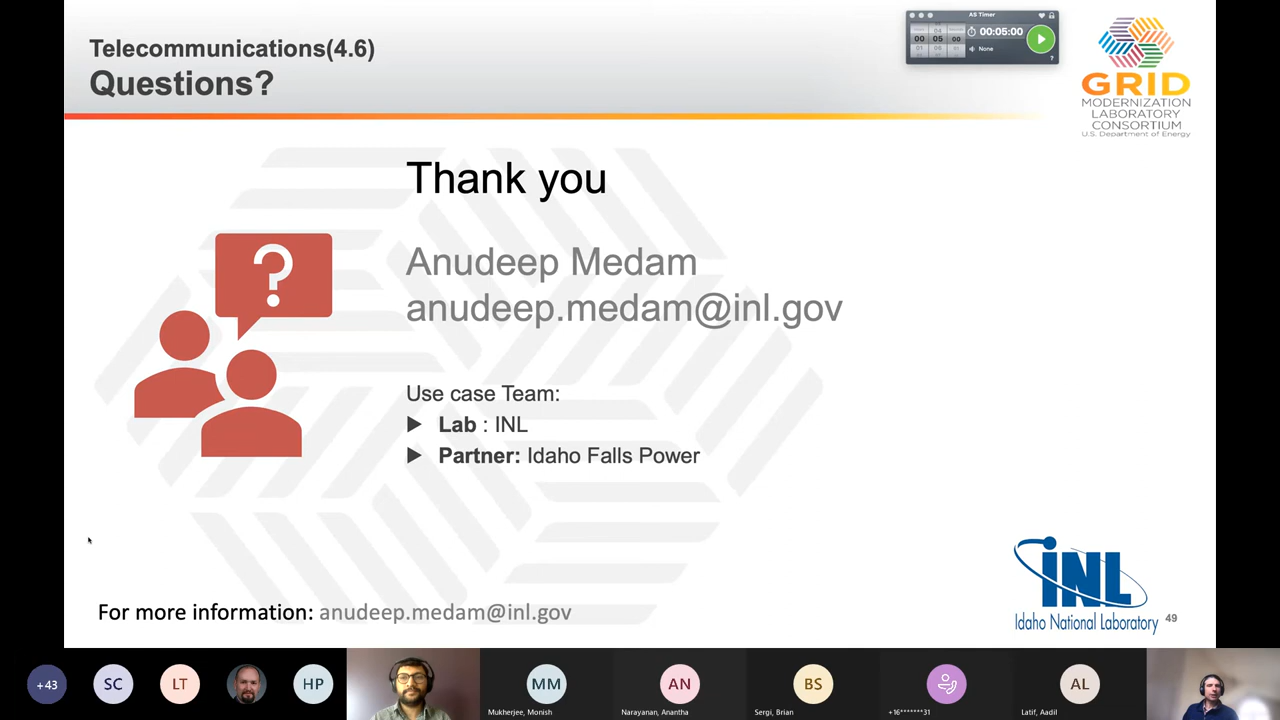 Telecommunications(4.6)
Questions?
AS Timer
00 05 00
00:05:00
None
?
GRID
MODERNIZATION
LABORATORY
CONSORTIUM
U.S. Department of Energy
Thank you
?
Anudeep Medam
anudeep.medam@inl.gov
Use case Team:
Lab : INL
Partner: Idaho Falls Power
For more information: anudeep.medam@inl.gov
INL
Idaho National Laboratory
49
+43
SC
LT
HP
MM
AN
BS
AL
Mukherjee, Monish
Narayanan, Anantha
Sergi, Brian
+16*******31
Latif, Aadil